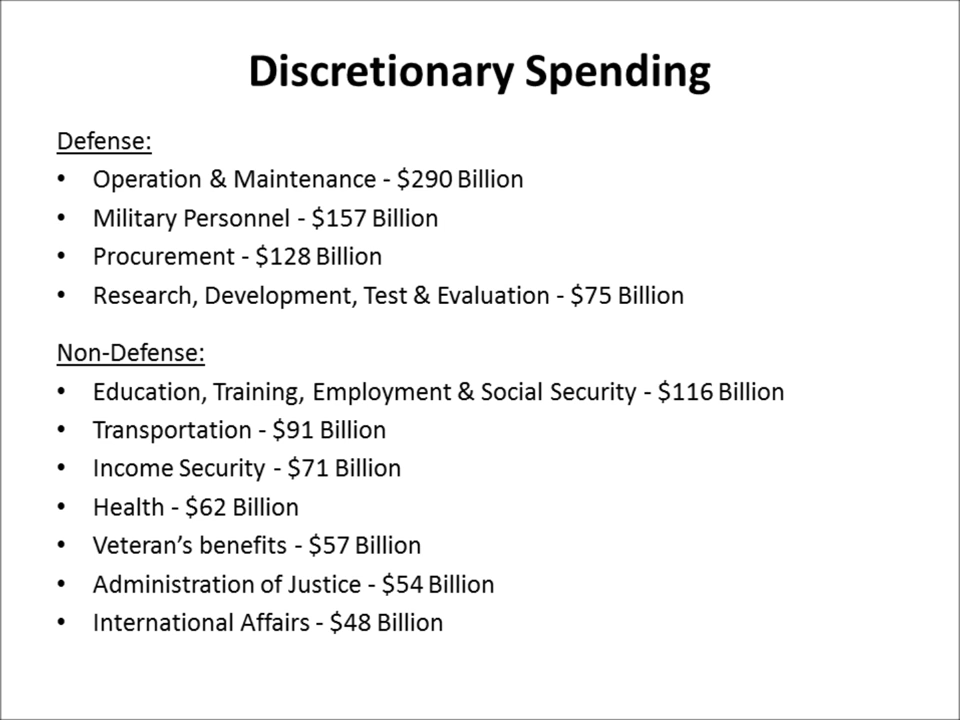 Discretionary Spending
Defense:
• Operation & Maintenance - $290 Billion
• Military Personnel - $157 Billion
• Procurement - $128 Billion
• Research, Development, Test & Evaluation - $75 Billion
Non-Defense:
• Education, Training, Employment & Social Security - $116 Billion
• Transportation - $91 Billion
• Income Security - $71 Billion
• Health - $62 Billion
• Veteran’s benefits - $57 Billion
• Administration of Justice - $54 Billion
• International Affairs - $48 Billion